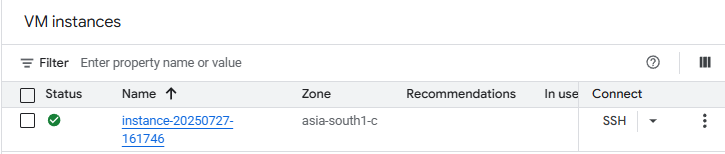 VM instances
Filter Enter property name or value
Status Name Zone Recommendations In use Connect
instance-20250727- asia-south1-c SSH
161746